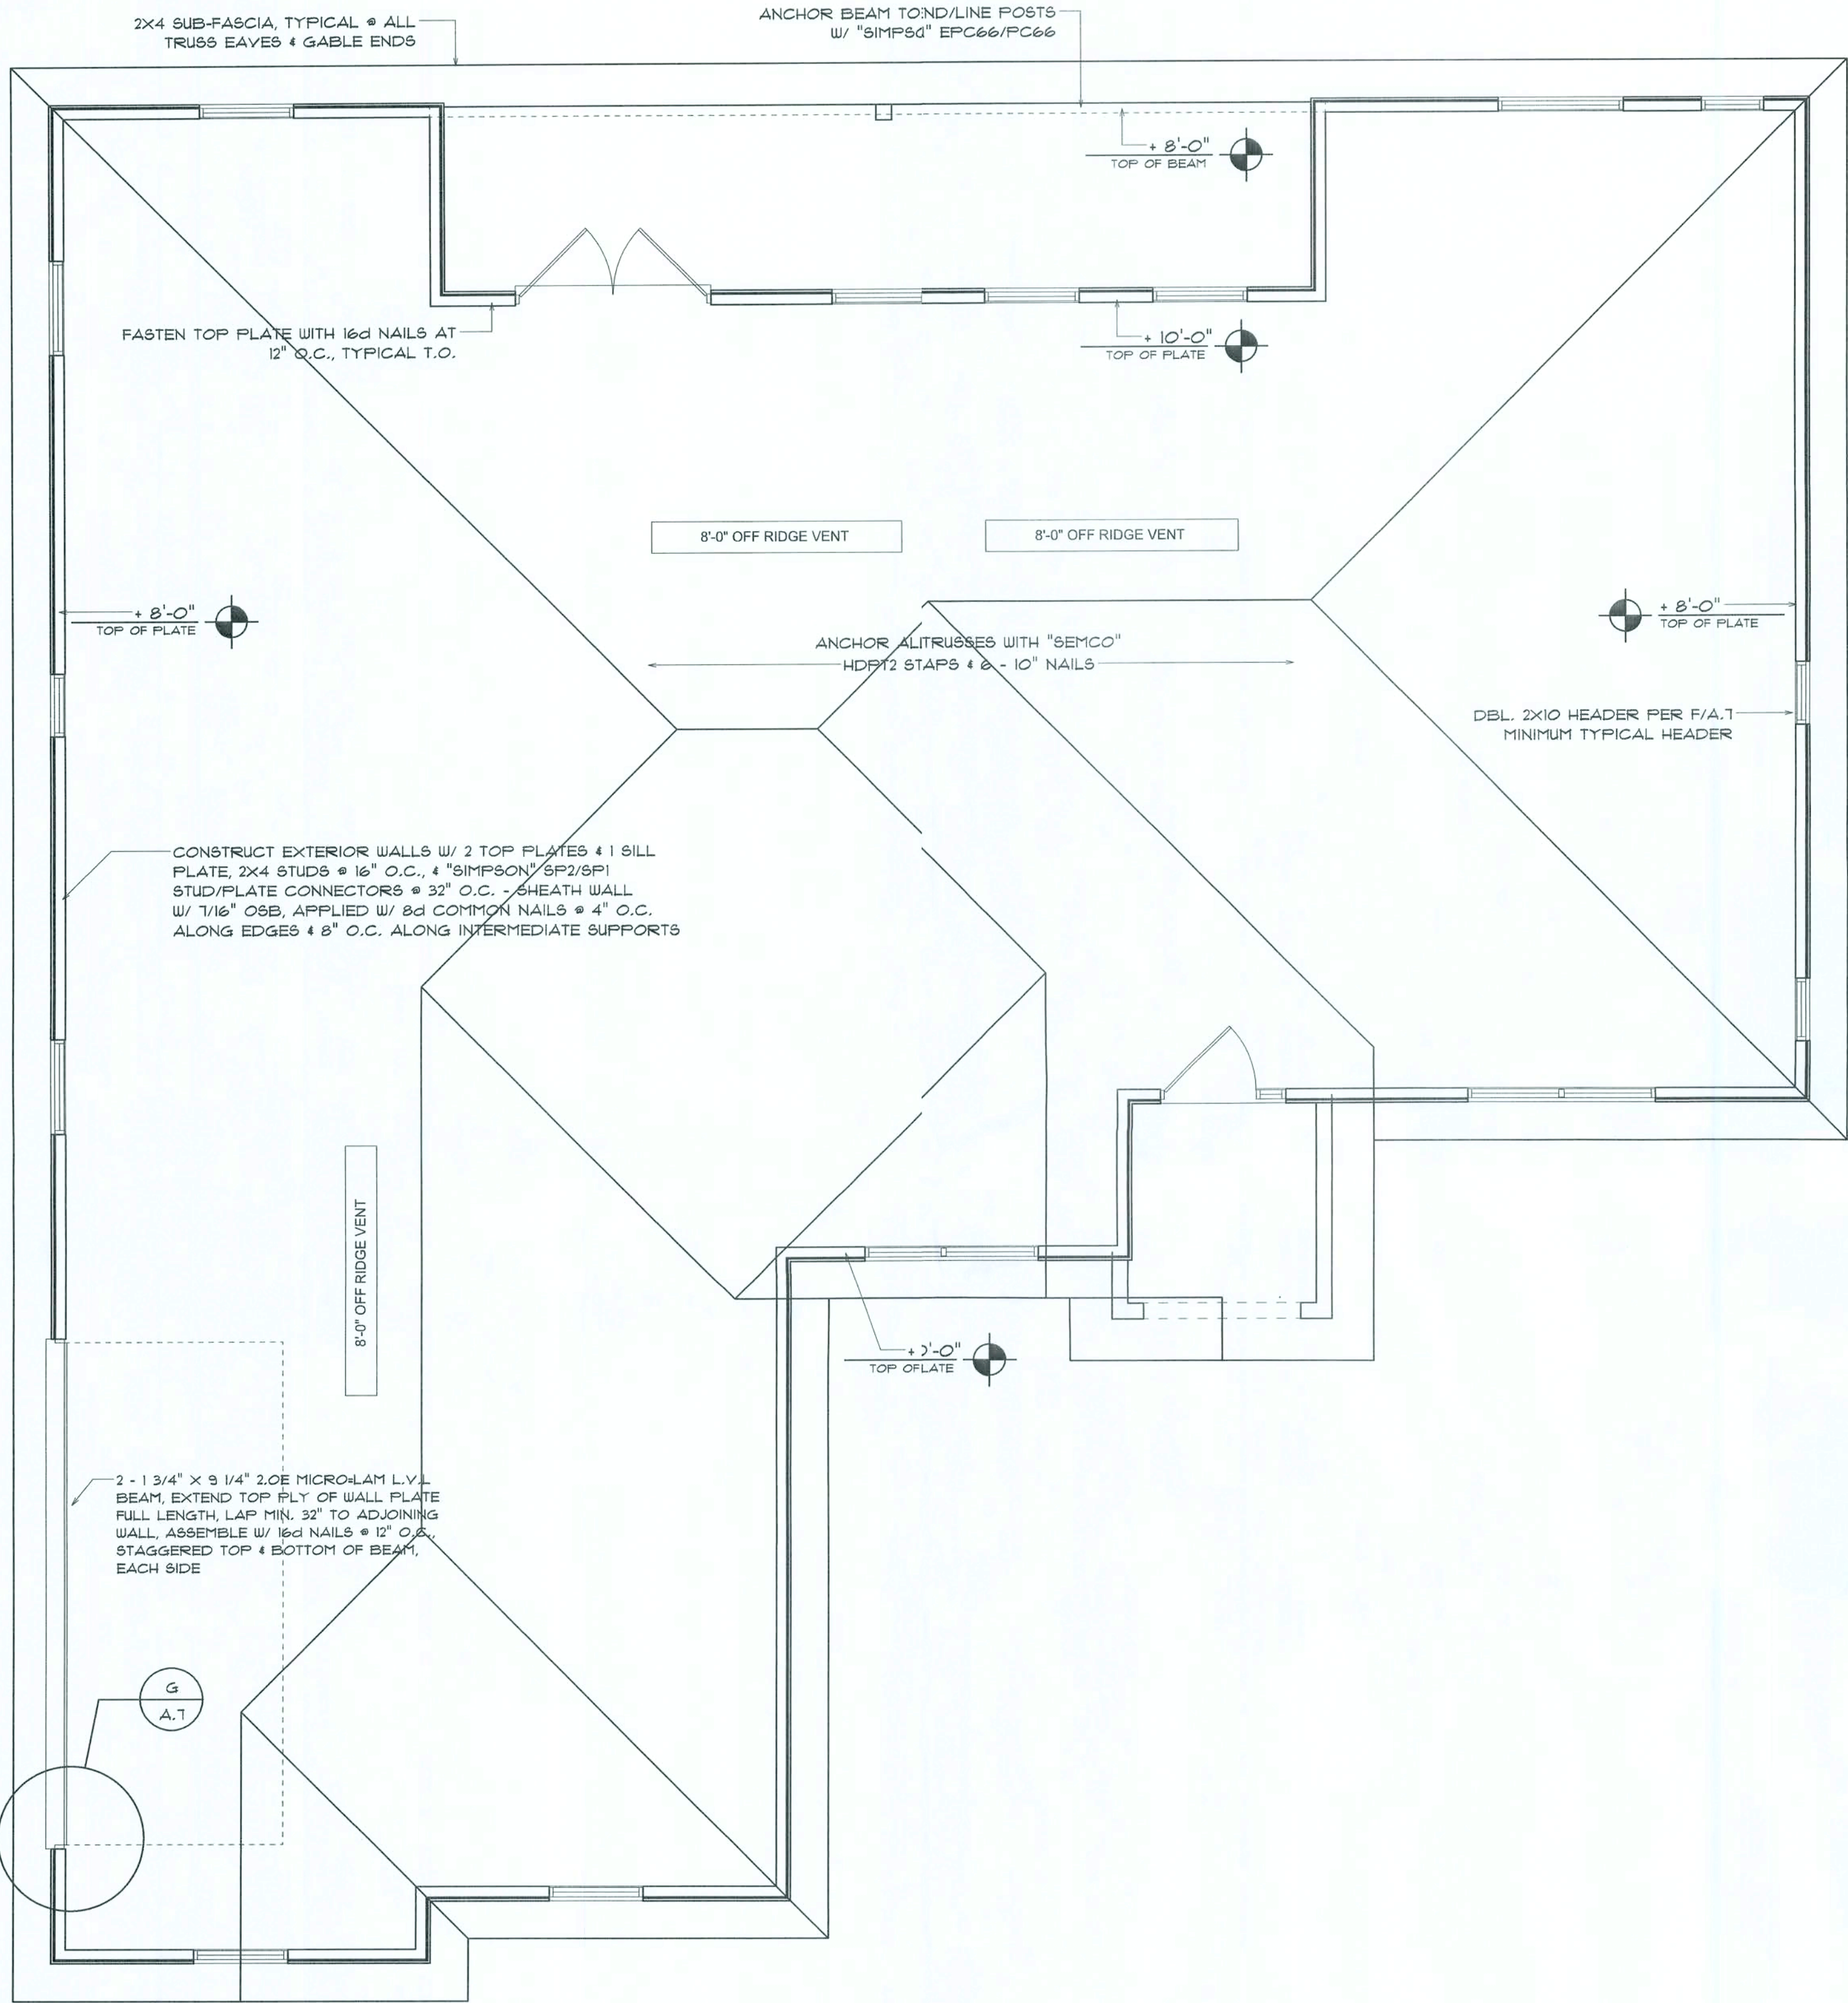 2X4 SUB-FASCIA, TYPICAL @ ALL
TRUSS EAVES & GABLE ENDS
ANCHOR BEAM TO:ND/LINE POSTS
W/ "SIMPSO" EPC66/PC66
+ 8'-0"
TOP OF BEAM
FASTEN TOP PLATE WITH 16d NAILS AT
12" O.C., TYPICAL T.O.
+ 10'-0"
TOP OF PLATE
8'-0" OFF RIDGE VENT
8'-0" OFF RIDGE VENT
+ 8'-0"
TOP OF PLATE
+ 8'-0"
TOP OF PLATE
ANCHOR TRUSSES WITH "SEMCO"
HDPT2 STAPS & 6 - 10" NAILS
DBL. 2X10 HEADER PER F/A.7
MINIMUM TYPICAL HEADER
CONSTRUCT EXTERIOR WALLS W/ 2 TOP PLATES & 1 SILL
PLATE, 2X4 STUDS @ 16" O.C., & "SIMPSON" SP2/SP1
STUD/PLATE CONNECTORS @ 32" O.C. - SHEATH WALL
W/ 7/16" OSB, APPLIED W/ 8d COMMON NAILS @ 4" O.C.
ALONG EDGES & 8" O.C. ALONG INTERMEDIATE SUPPORTS
8'-0" OFF RIDGE VENT
'-0"
TOP OF LATE
2 - 1 3/4" X 9 1/4" 2.0E MICRO=LAM L.V.L
BEAM, EXTEND TOP PLY OF WALL PLATE
FULL LENGTH, LAP MIN. 32" TO ADJOINING
WALL, ASSEMBLE W/ 16d NAILS @ 12" O.C.,
STAGGERED TOP & BOTTOM OF BEAM,
EACH SIDE
G
A.7